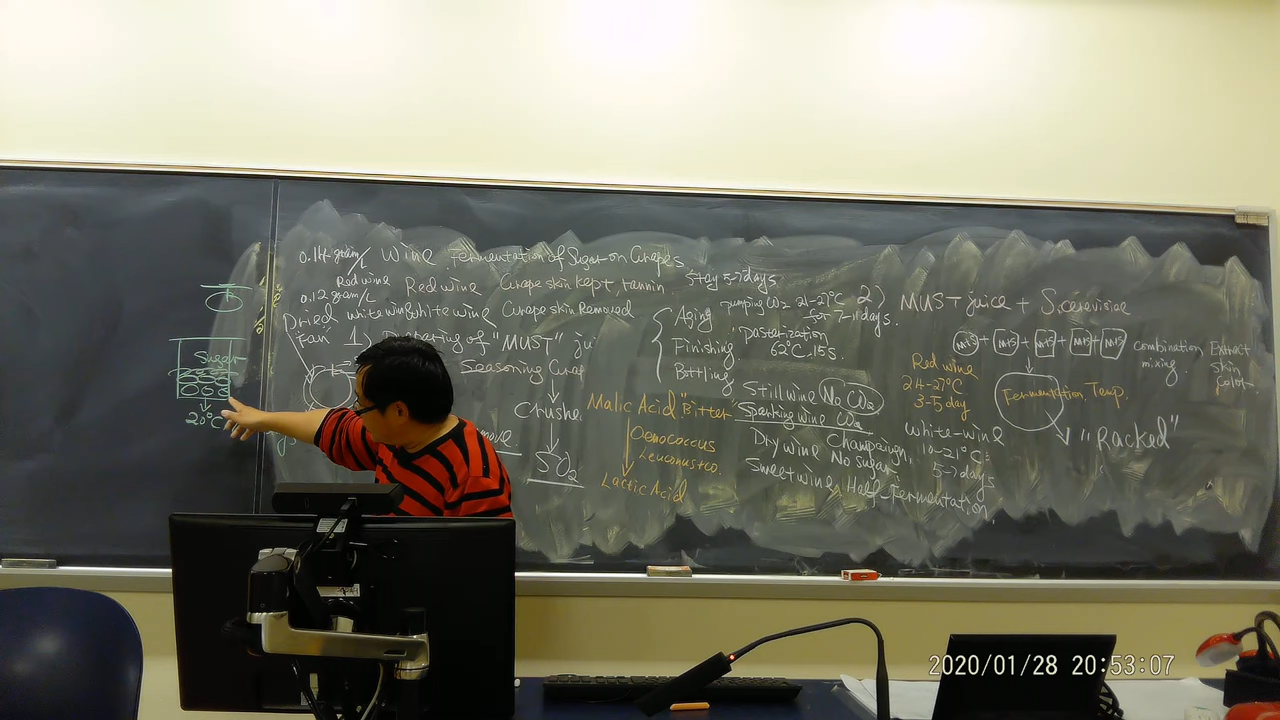 Sugar
20°C
0.14 gram/L
Red wine
0.12 gram/L
white wine
Dried
Wine Fermentation of Sugar on Grapes
Red wine Grape skin kept, tannin
white wine Grape skin Removed
1) of "MUST"
Seasoning
Crushe
SO2
Stay 5-7 days
Aging
Pumping CO2 21-27°C
for 7-11 days.
Finishing
Pasterization
62°C, 15S.
Bottling
Malic Acid "Bitter"
Oenococcus
Lactic Acid
Still wine No CO2
Sparking wine CO2
Champaign,
Dry wine No sugar
Sweet wine Half-Fermentation,
2) MUST juice + S. cerevisiae
M+S + M+S + M+S + M+S + M+S
combination
mixing.
Extract
skin
color
Red wine
24-27°C
3-5 day
white-wine
10-21°C
5-7 days
Fermentation. Temp.
"Racked"
2020/01/28 20:53:07